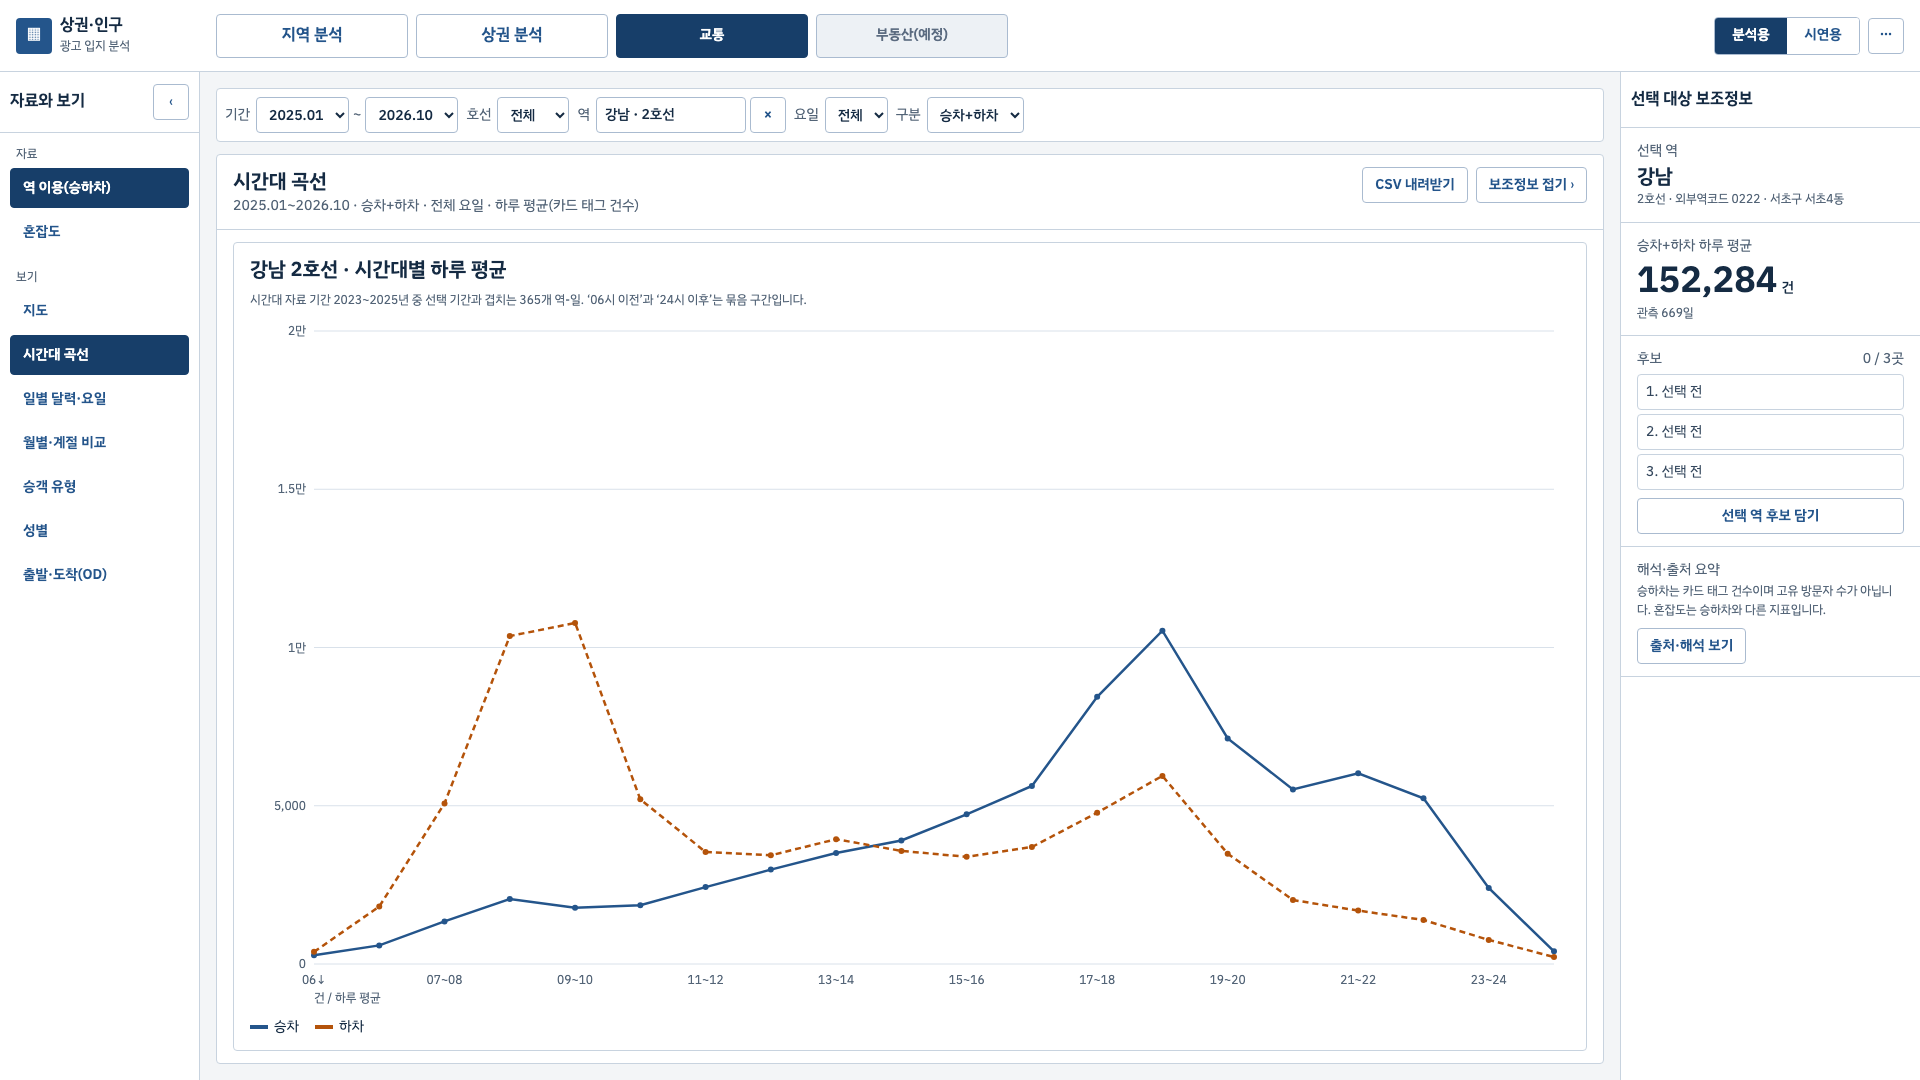 ▦
상권·인구
광고 입지 분석
지역 분석
상권 분석
교통
부동산(예정)
분석용
시연용
···
자료와 보기
‹
자료
역 이용(승하차)
혼잡도
보기
지도
시간대 곡선
일별 달력·요일
월별·계절 비교
승객 유형
성별
출발·도착(OD)
기간 2025.01 ~ 2026.10 호선 전체 역 강남 · 2호선 × 요일 전체 구분 승차+하차
시간대 곡선
2025.01~2026.10 · 승차+하차 · 전체 요일 · 하루 평균(카드 태그 건수)
CSV 내려받기
보조정보 접기 ›
강남 2호선 · 시간대별 하루 평균
시간대 자료 기간 2023~2025년 중 선택 기간과 겹치는 365개 역-일. ‘06시 이전’과 ‘24시 이후’는 묶음 구간입니다.
2만
1.5만
1만
5,000
0
06↓ 07~08 09~10 11~12 13~14 15~16 17~18 19~20 21~22 23~24
건 / 하루 평균
승차 하차
선택 대상 보조정보
선택 역
강남
2호선 · 외부역코드 0222 · 서초구 서초4동
승차+하차 하루 평균
152,284 건
관측 669일
후보 0 / 3곳
1. 선택 전
2. 선택 전
3. 선택 전
선택 역 후보 담기
해석·출처 요약
승하차는 카드 태그 건수이며 고유 방문자 수가 아닙니
다. 혼잡도는 승하차와 다른 지표입니다.
출처·해석 보기